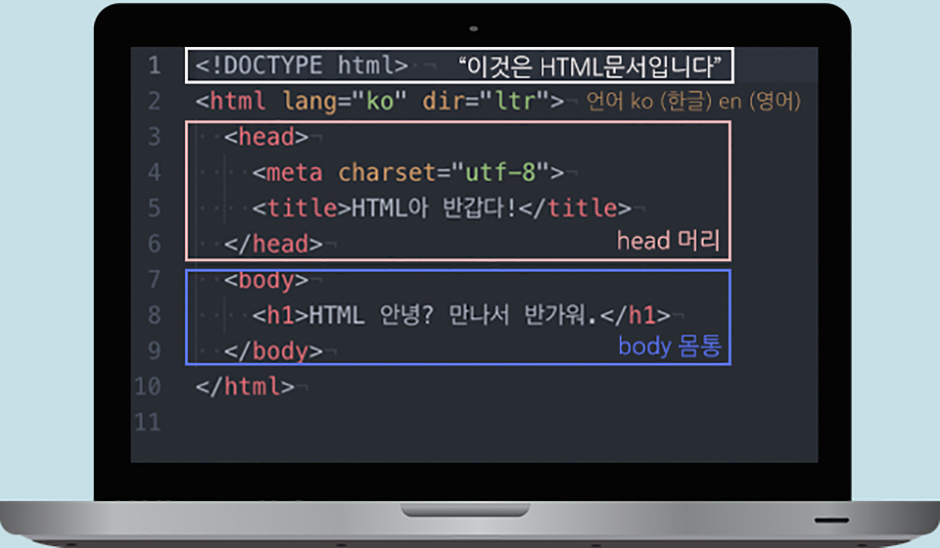 1 <!DOCTYPE html> “이것은 HTML문서입니다”
2 <html lang="ko" dir="ltr"> 언어 ko (한글) en (영어)
3 <head>
4 <meta charset="utf-8">
5 <title>HTML아 반갑다!</title>
6 </head> head 머리
7 <body>
8 <h1>HTML 안녕? 만나서 반가워.</h1>
9 </body> body 몸통
10 </html>
11